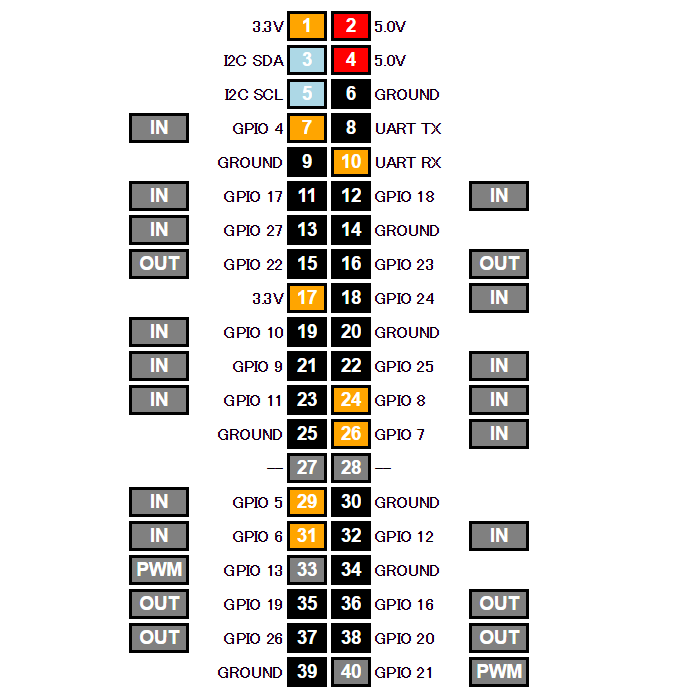 3.3V 1 2 5.0V
I2C SDA 3 4 5.0V
I2C SCL 5 6 GROUND
IN GPIO 4 7 8 UART TX
GROUND 9 10 UART RX
IN GPIO 17 11 12 GPIO 18 IN
IN GPIO 27 13 14 GROUND
OUT GPIO 22 15 16 GPIO 23 OUT
3.3V 17 18 GPIO 24 IN
IN GPIO 10 19 20 GROUND
IN GPIO 9 21 22 GPIO 25 IN
IN GPIO 11 23 24 GPIO 8 IN
GROUND 25 26 GPIO 7 IN
— 27 28 —
IN GPIO 5 29 30 GROUND
IN GPIO 6 31 32 GPIO 12 IN
PWM GPIO 13 33 34 GROUND
OUT GPIO 19 35 36 GPIO 16 OUT
OUT GPIO 26 37 38 GPIO 20 OUT
GROUND 39 40 GPIO 21 PWM